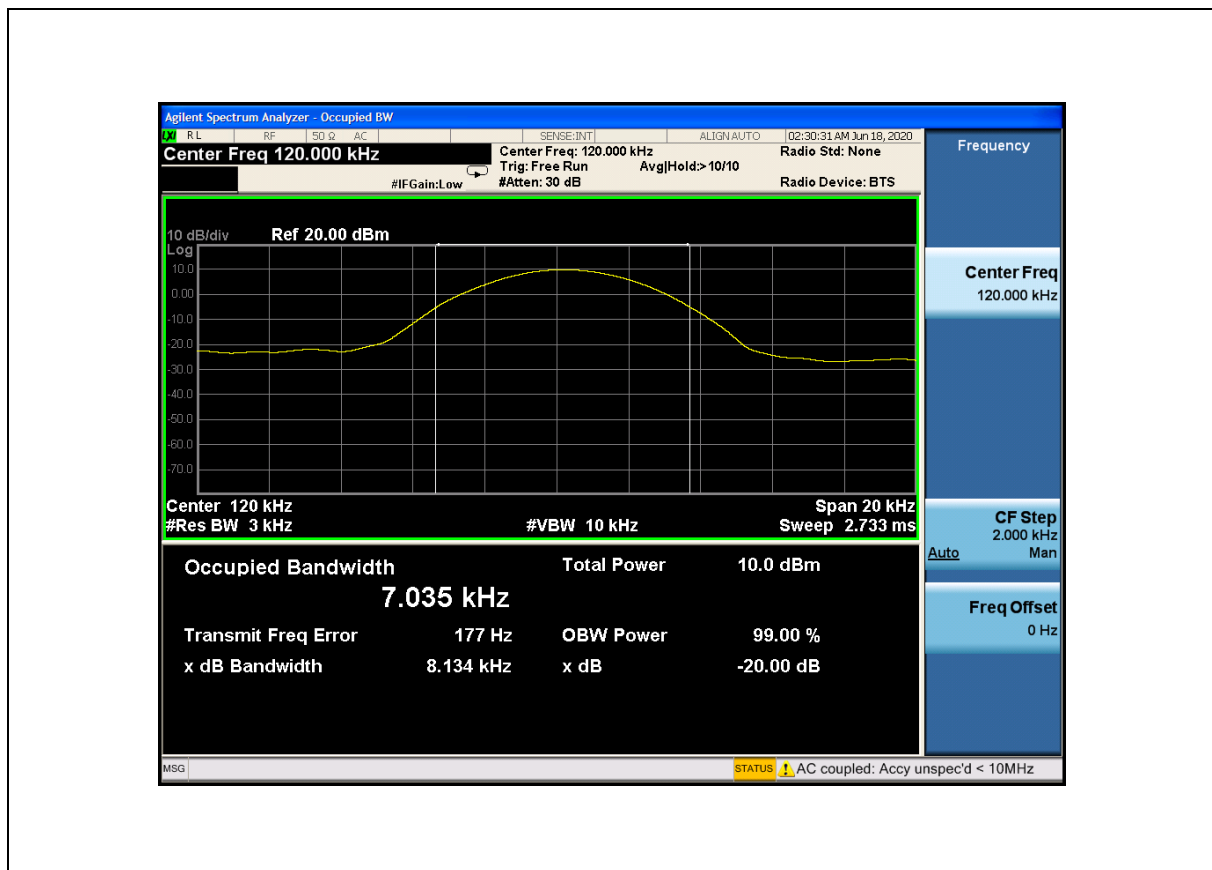 Agilent Spectrum Analyzer - Occupied BW
LXI RL RF 50 Ω AC SENSE:INT ALIGN AUTO 02:30:31 AM Jun 18, 2020
Center Freq 120.000 kHz Center Freq: 120.000 kHz Radio Std: None
Trig: Free Run Avg|Hold:>10/10
#IFGain:Low #Atten: 30 dB Radio Device: BTS
10 dB/div Ref 20.00 dBm
Log
10.0
0.00
-10.0
-20.0
-30.0
-40.0
-50.0
-60.0
-70.0
Center 120 kHz Span 20 kHz
#Res BW 3 kHz #VBW 10 kHz Sweep 2.733 ms
Occupied Bandwidth Total Power 10.0 dBm
7.035 kHz
Transmit Freq Error 177 Hz OBW Power 99.00 %
x dB Bandwidth 8.134 kHz x dB -20.00 dB
Frequency
Center Freq
120.000 kHz
CF Step
2.000 kHz
Auto Man
Freq Offset
0 Hz
MSG STATUS AC coupled: Accy unspec'd < 10MHz